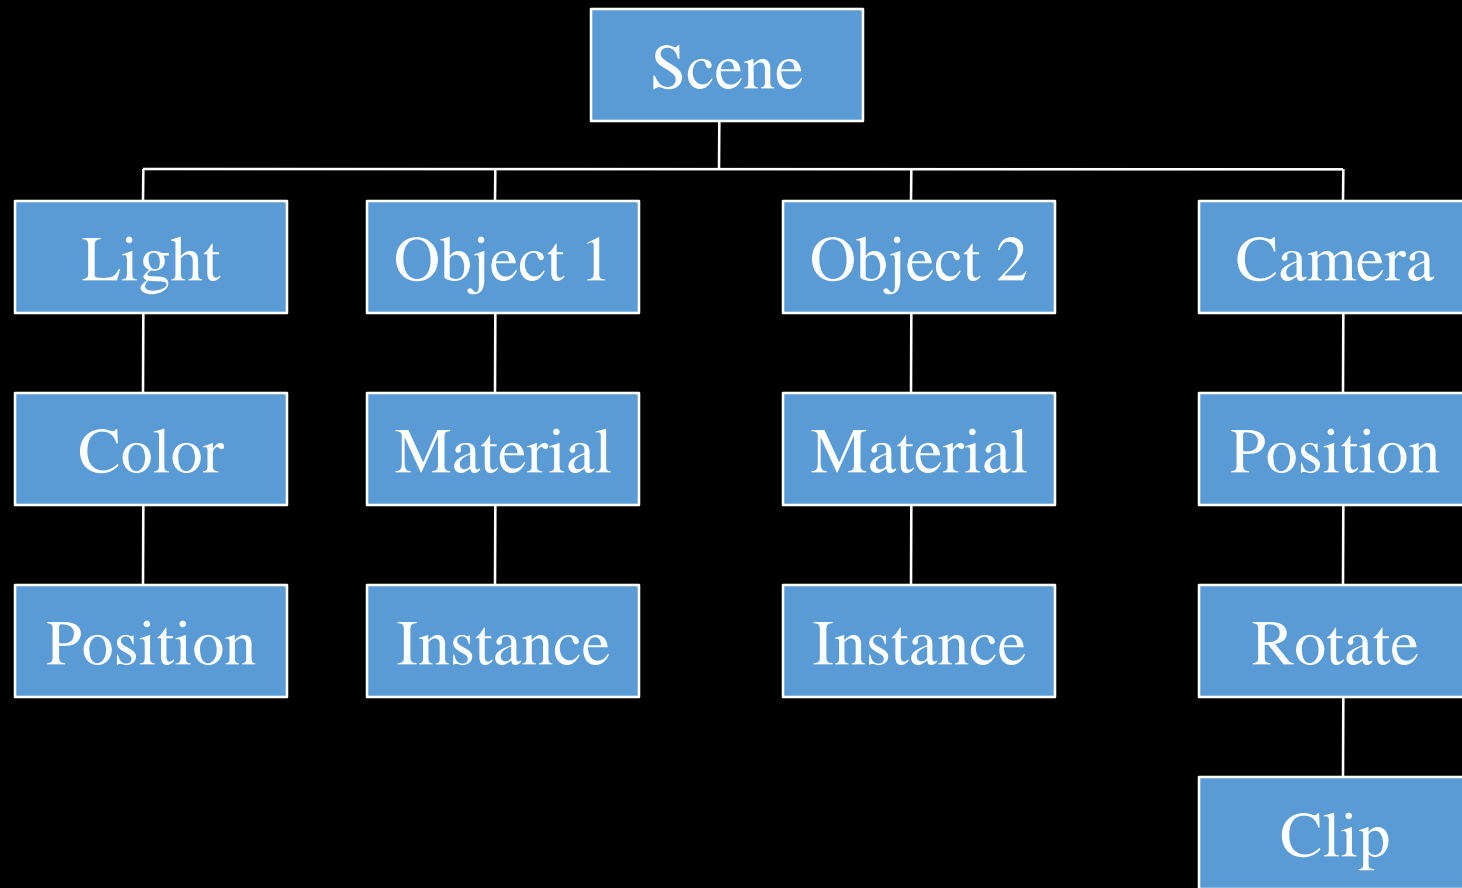 Scene
Light
Object 1
Object 2
Camera
Color
Material
Material
Position
Position
Instance
Instance
Rotate
Clip